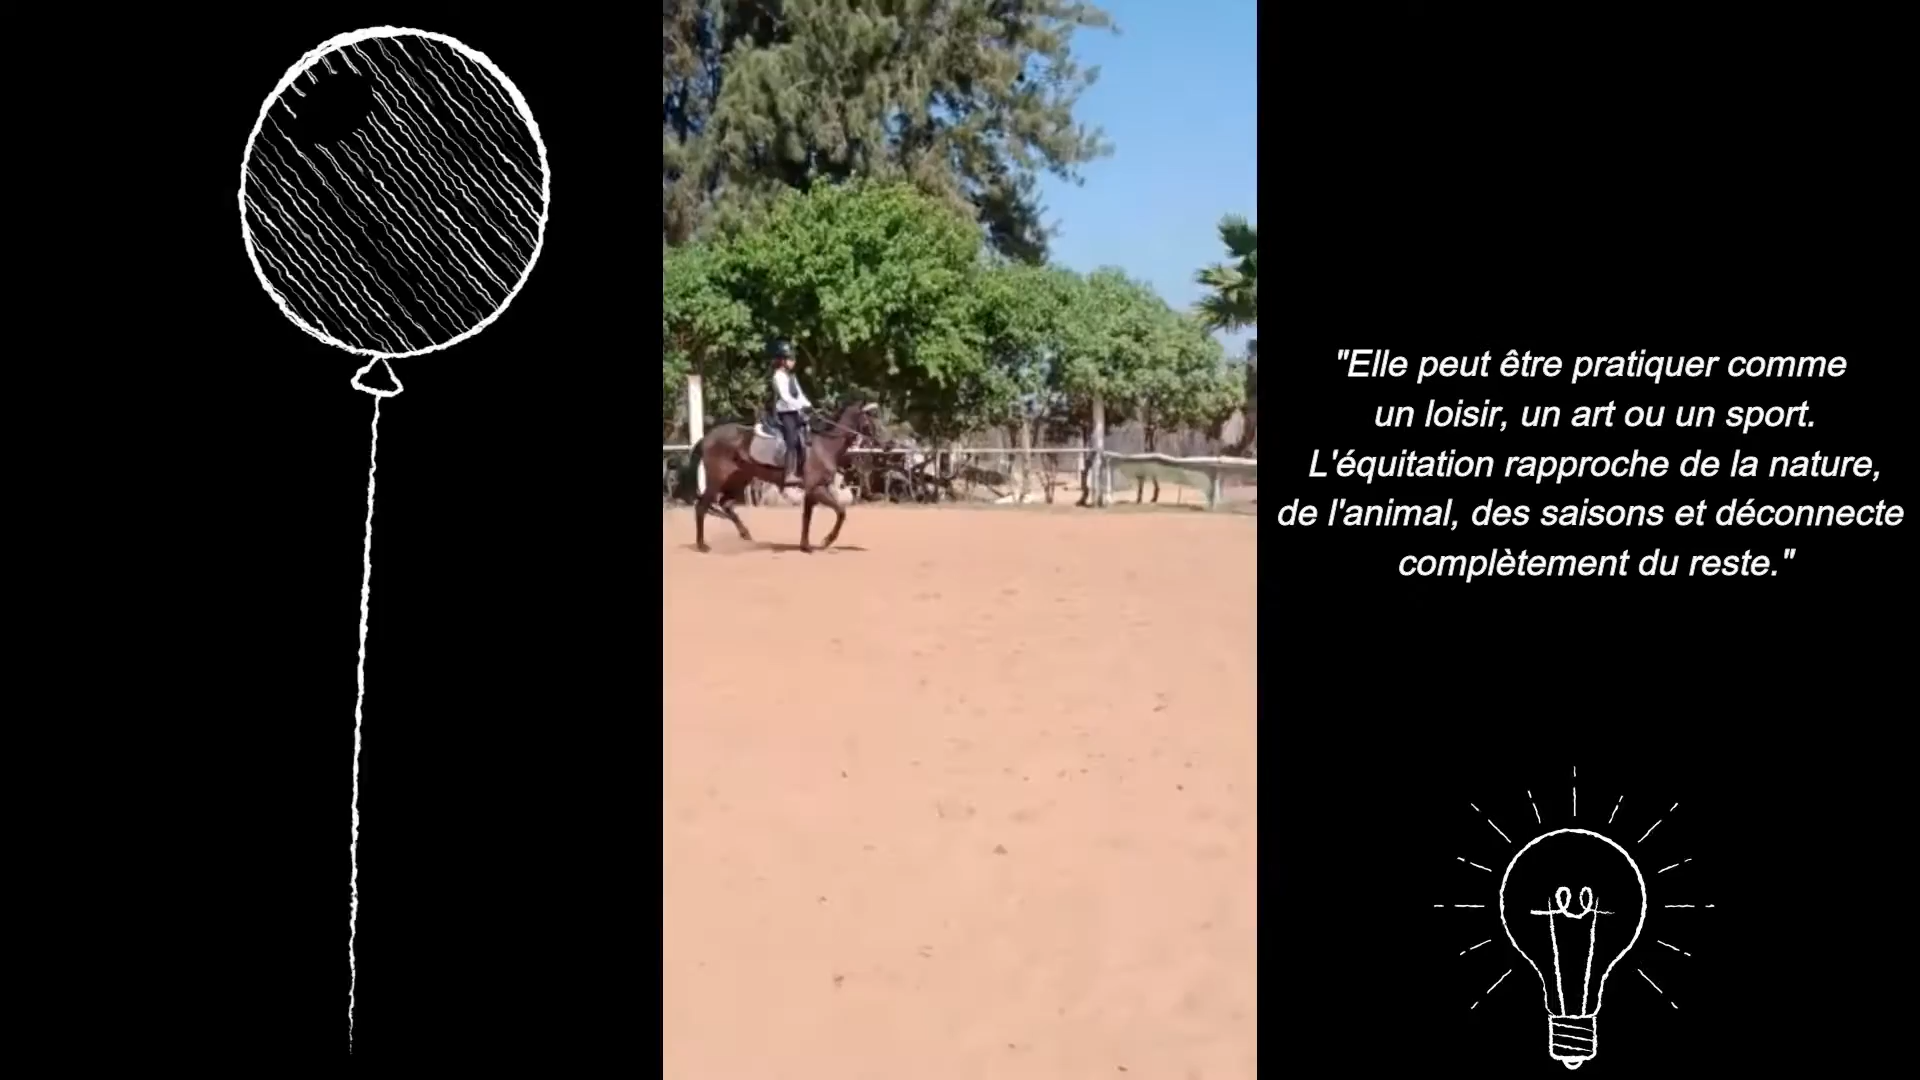 "Elle peut être pratiquer comme
un loisir, un art ou un sport.
L'équitation rapproche de la nature,
de l'animal, des saisons et déconnecte
complètement du reste."